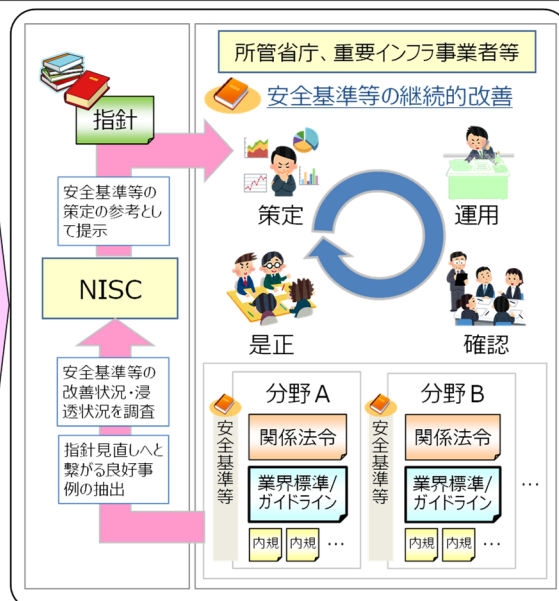 指針
安全基準等の
策定の参考とし
て提示
NISC
安全基準等の
改善状況・浸
透状況を調査
指針見直しへと
繋がる良好事
例の抽出
所管省庁、重要インフラ事業者等
安全基準等の継続的改善
策定
運用
是正
確認
分野A
安全基準等
関係法令
業界標準/
ガイドライン
内規
内規
…
分野B
安全基準等
関係法令
業界標準/
ガイドライン
内規
内規
…
…